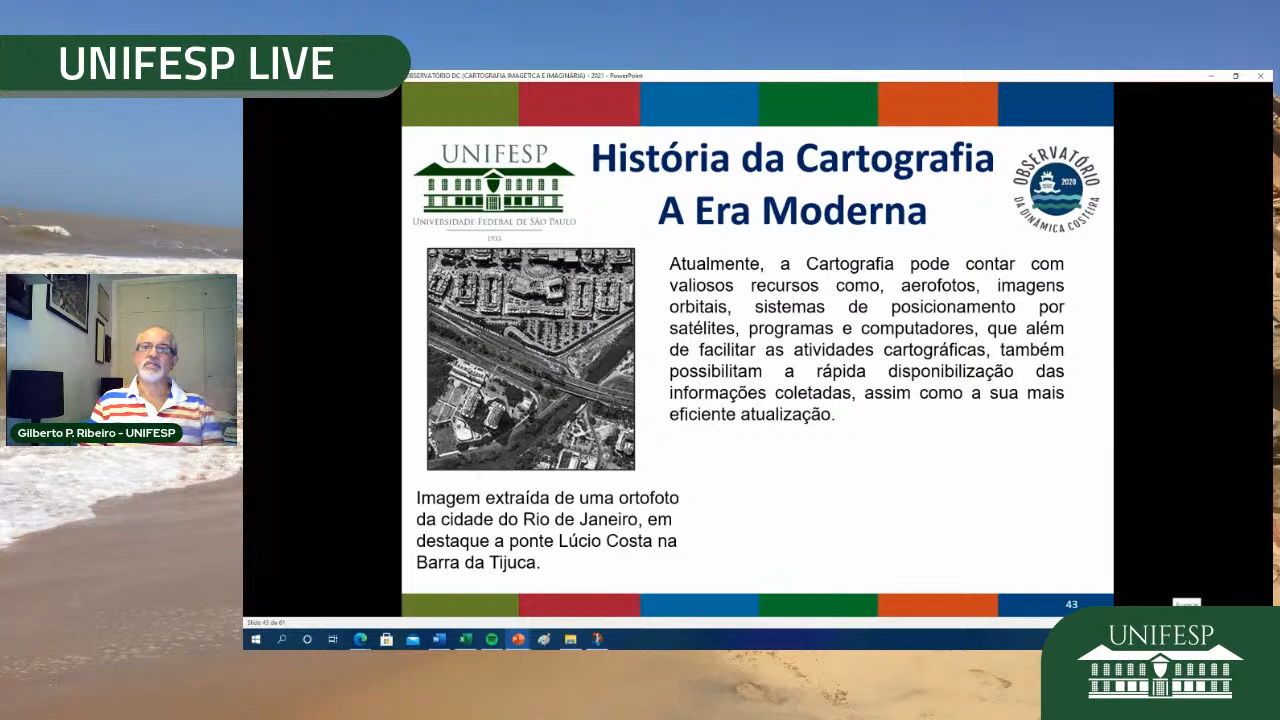 UNIFESP LIVE
OBSERVATÓRIO DC (CARTOGRAFIA IMAGÉTICA E IMAGINÁRIA) - 2021 - PowerPoint
UNIFESP
UNIVERSIDADE FEDERAL DE SÃO PAULO
1933
História da Cartografia
A Era Moderna
OBSERVATÓRIO
2020
DA DINÂMICA COSTEIRA
Atualmente, a Cartografia pode contar com
valiosos recursos como, aerofotos, imagens
orbitais, sistemas de posicionamento por
satélites, programas e computadores, que além
de facilitar as atividades cartográficas, também
possibilitam a rápida disponibilização das
informações coletadas, assim como a sua mais
eficiente atualização.
Gilberto P. Ribeiro - UNIFESP
Imagem extraída de uma ortofoto
da cidade do Rio de Janeiro, em
destaque a ponte Lúcio Costa na
Barra da Tijuca.
43
Slide 43 de 61
UNIFESP